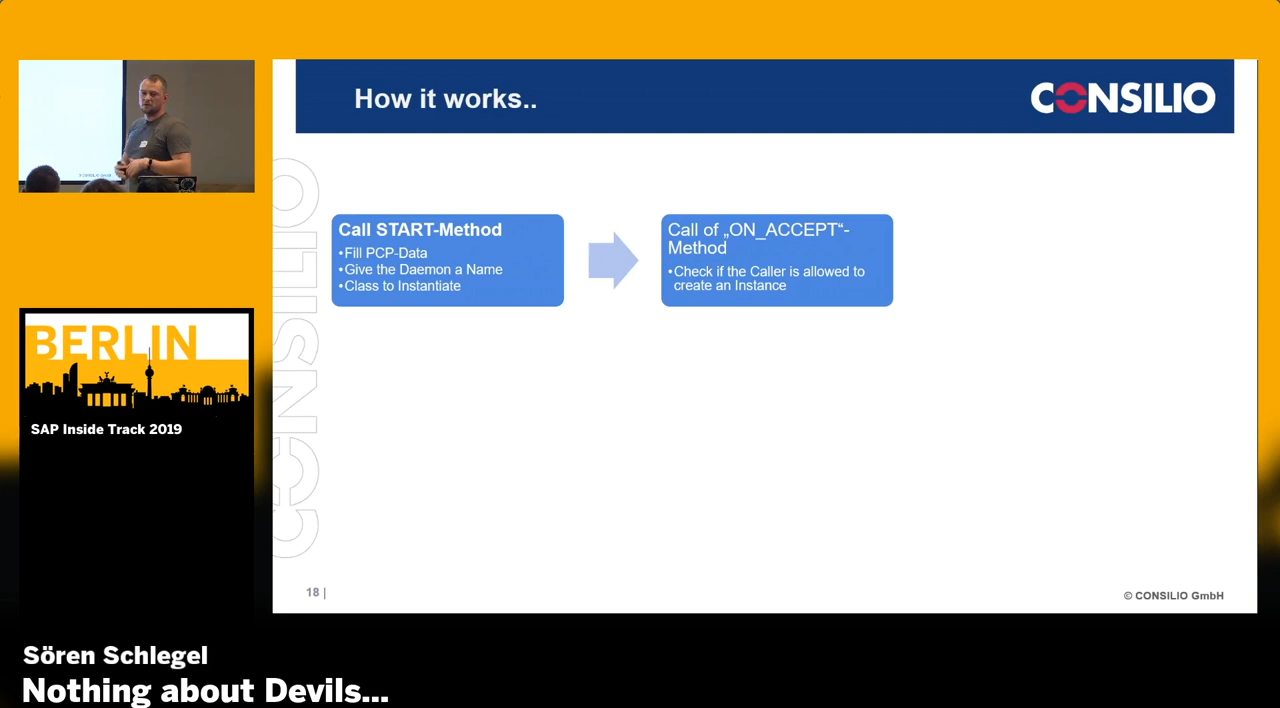 How it works..
CONSILIO
CONSILIO
Call START-Method
•Fill PCP-Data
•Give the Daemon a Name
•Class to Instantiate
Call of „ON_ACCEPT“-
Method
•Check if the Caller is allowed to
create an Instance
18 |
© CONSILIO GmbH
BERLIN
SAP Inside Track 2019
Sören Schlegel
Nothing about Devils...